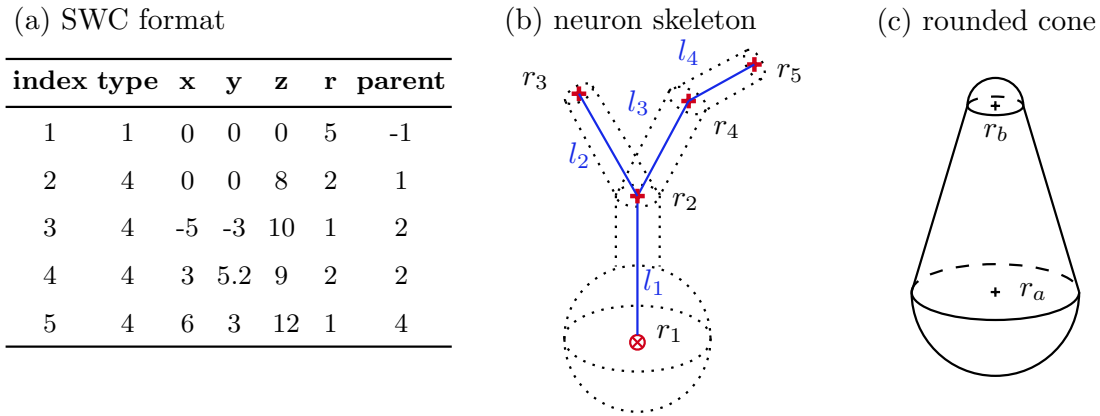 (a) SWC format
index type x y z r parent
1 1 0 0 0 5 -1
2 4 0 0 8 2 1
3 4 -5 -3 10 1 2
4 4 3 5.2 9 2 2
5 4 6 3 12 1 4
(b) neuron skeleton
l₄
r₃
r₅
l₃
r₄
l₂
r₂
l₁
r₁
(c) rounded cone
r_b
r_a